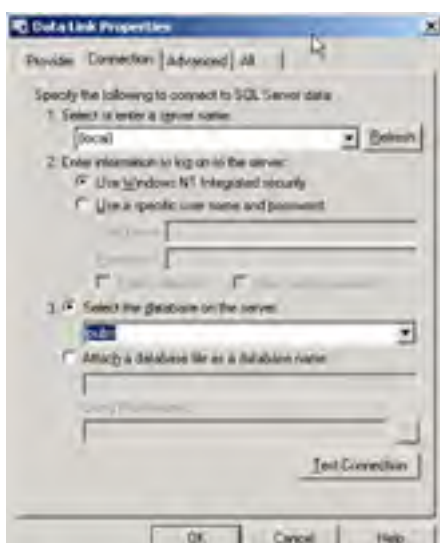 Data Link Properties
Provider Connection Advanced All
Specify the following to connect to SQL Server data:
1. Select or enter a server name:
(local) Refresh
2. Enter information to log on to the server:
Use Windows NT Integrated security
Use a specific user name and password:
3. Select the database on the server:
pubs
Attach a database file as a database name:
Test Connection
OK Cancel Help